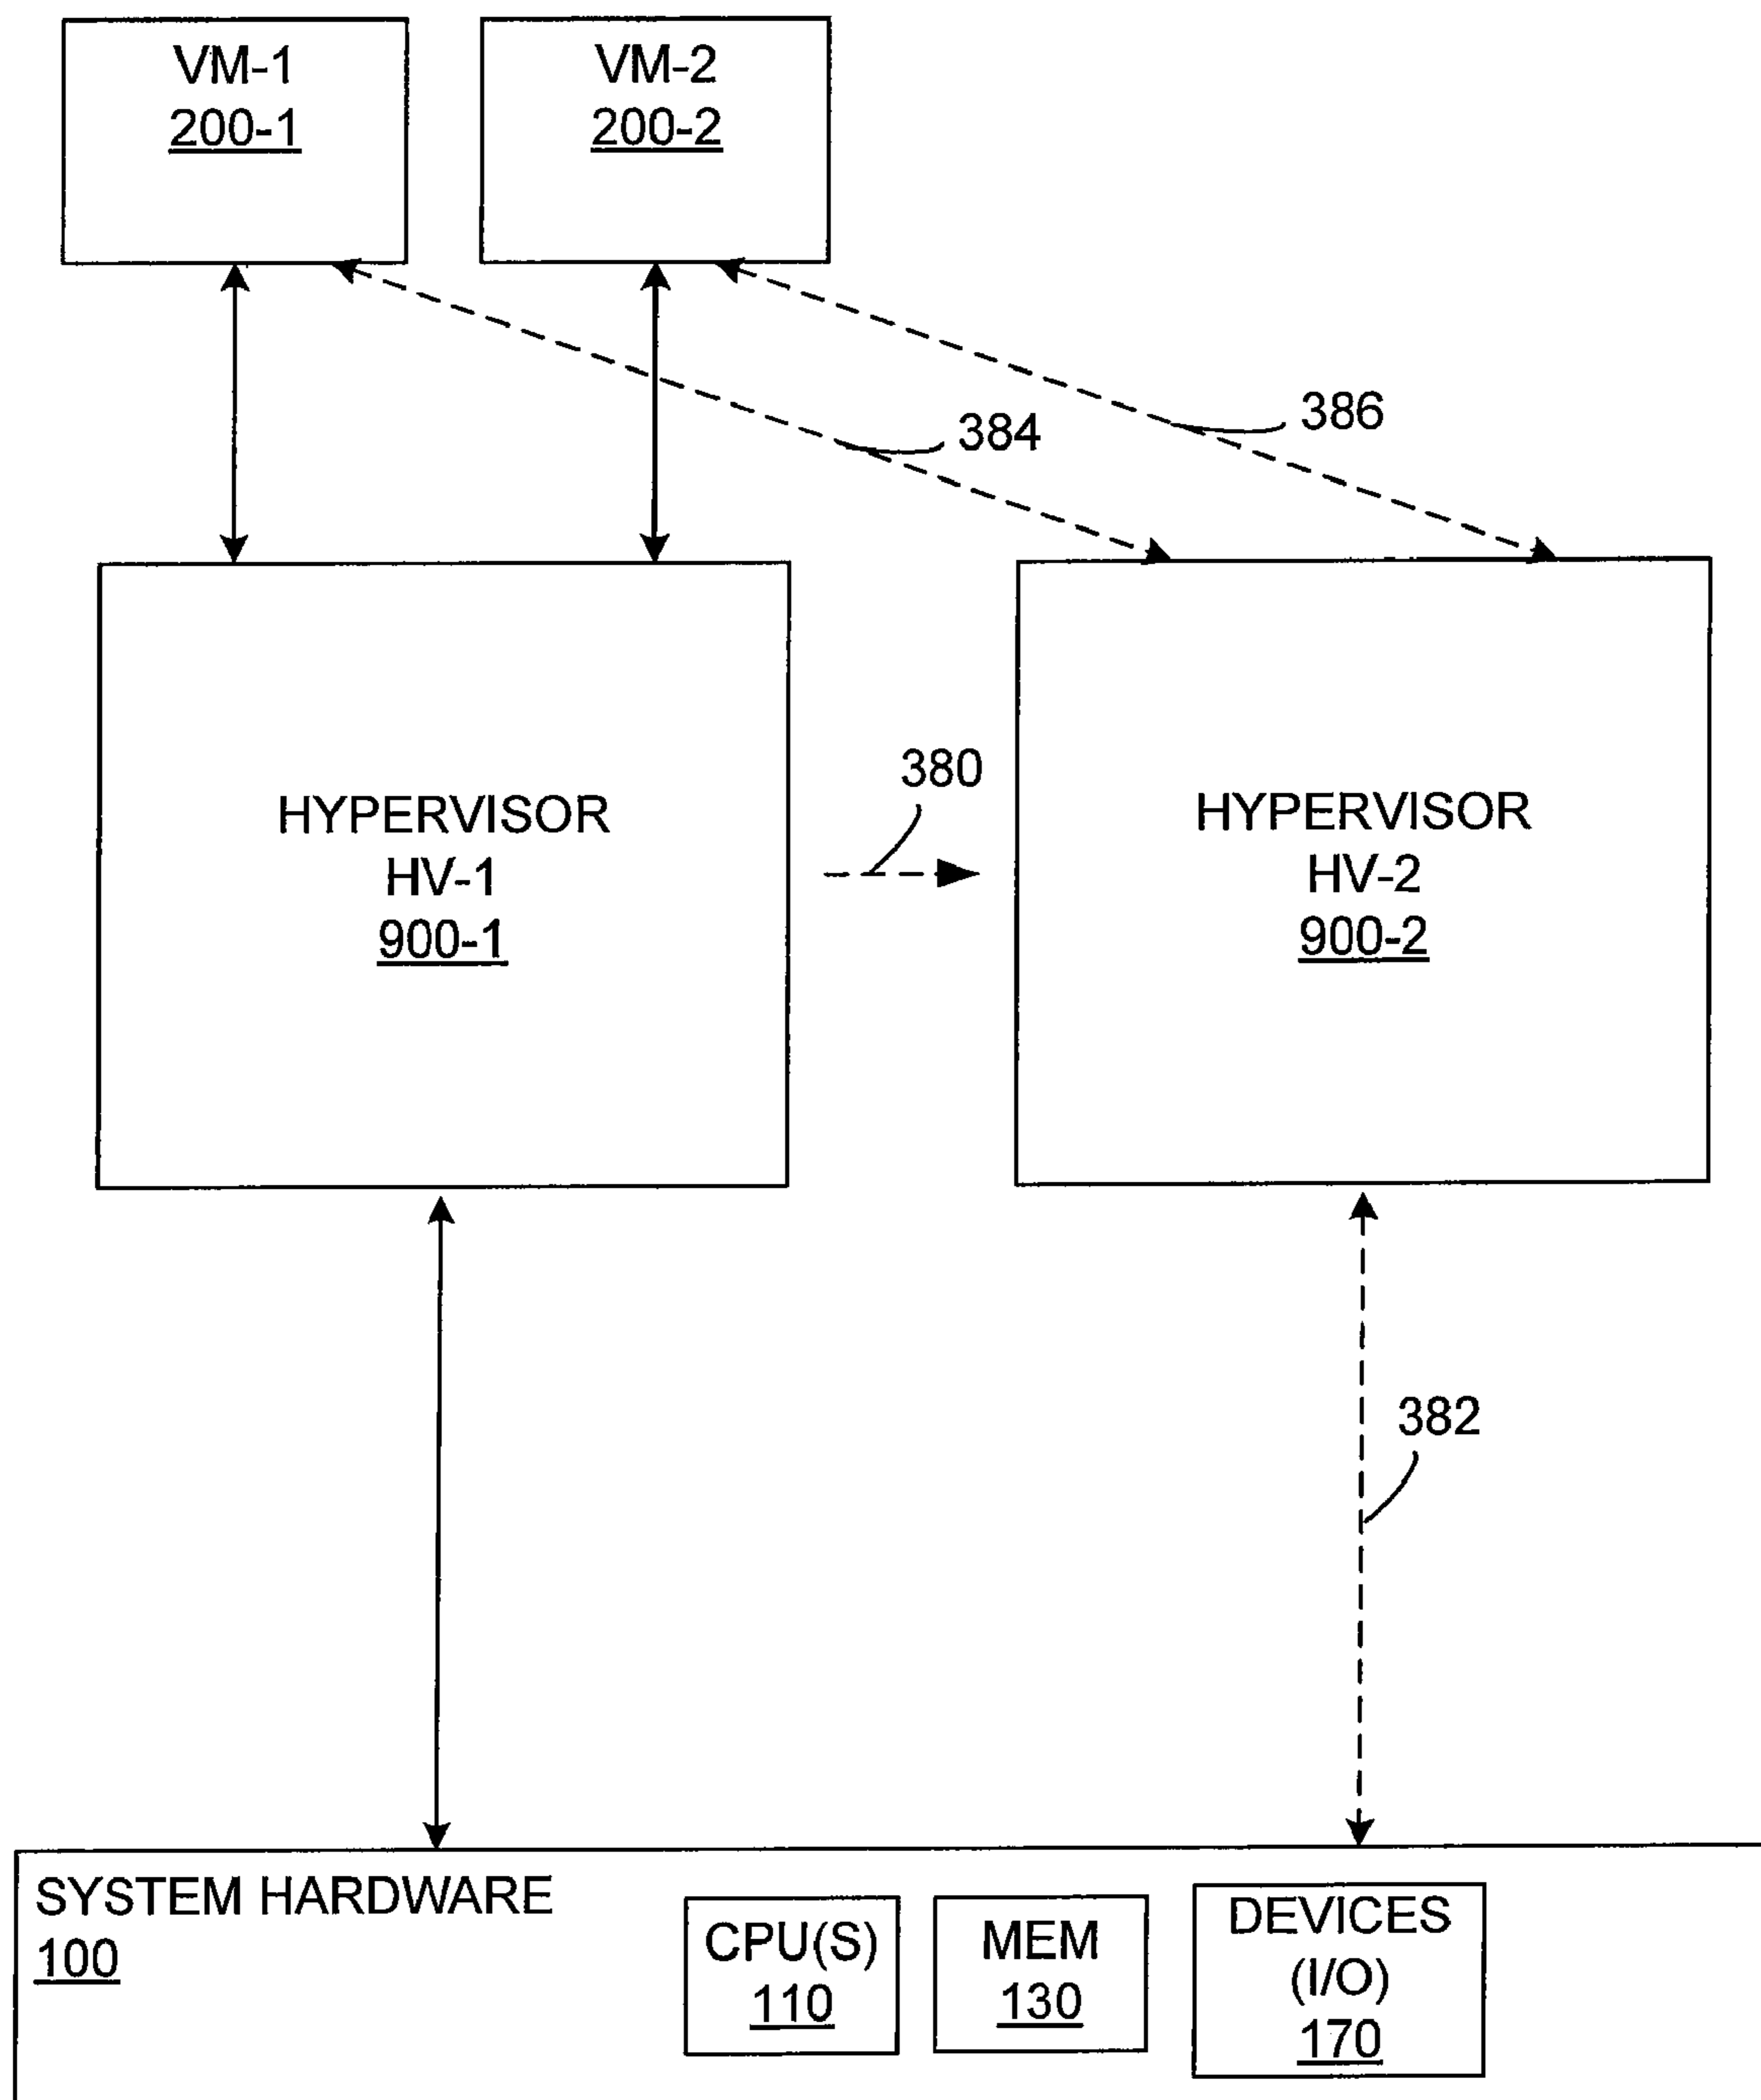 VM-1
200-1
VM-2
200-2
384
386
380
HYPERVISOR
HV-1
900-1
HYPERVISOR
HV-2
900-2
382
SYSTEM HARDWARE
100
CPU(S)
110
MEM
130
DEVICES
(I/O)
170